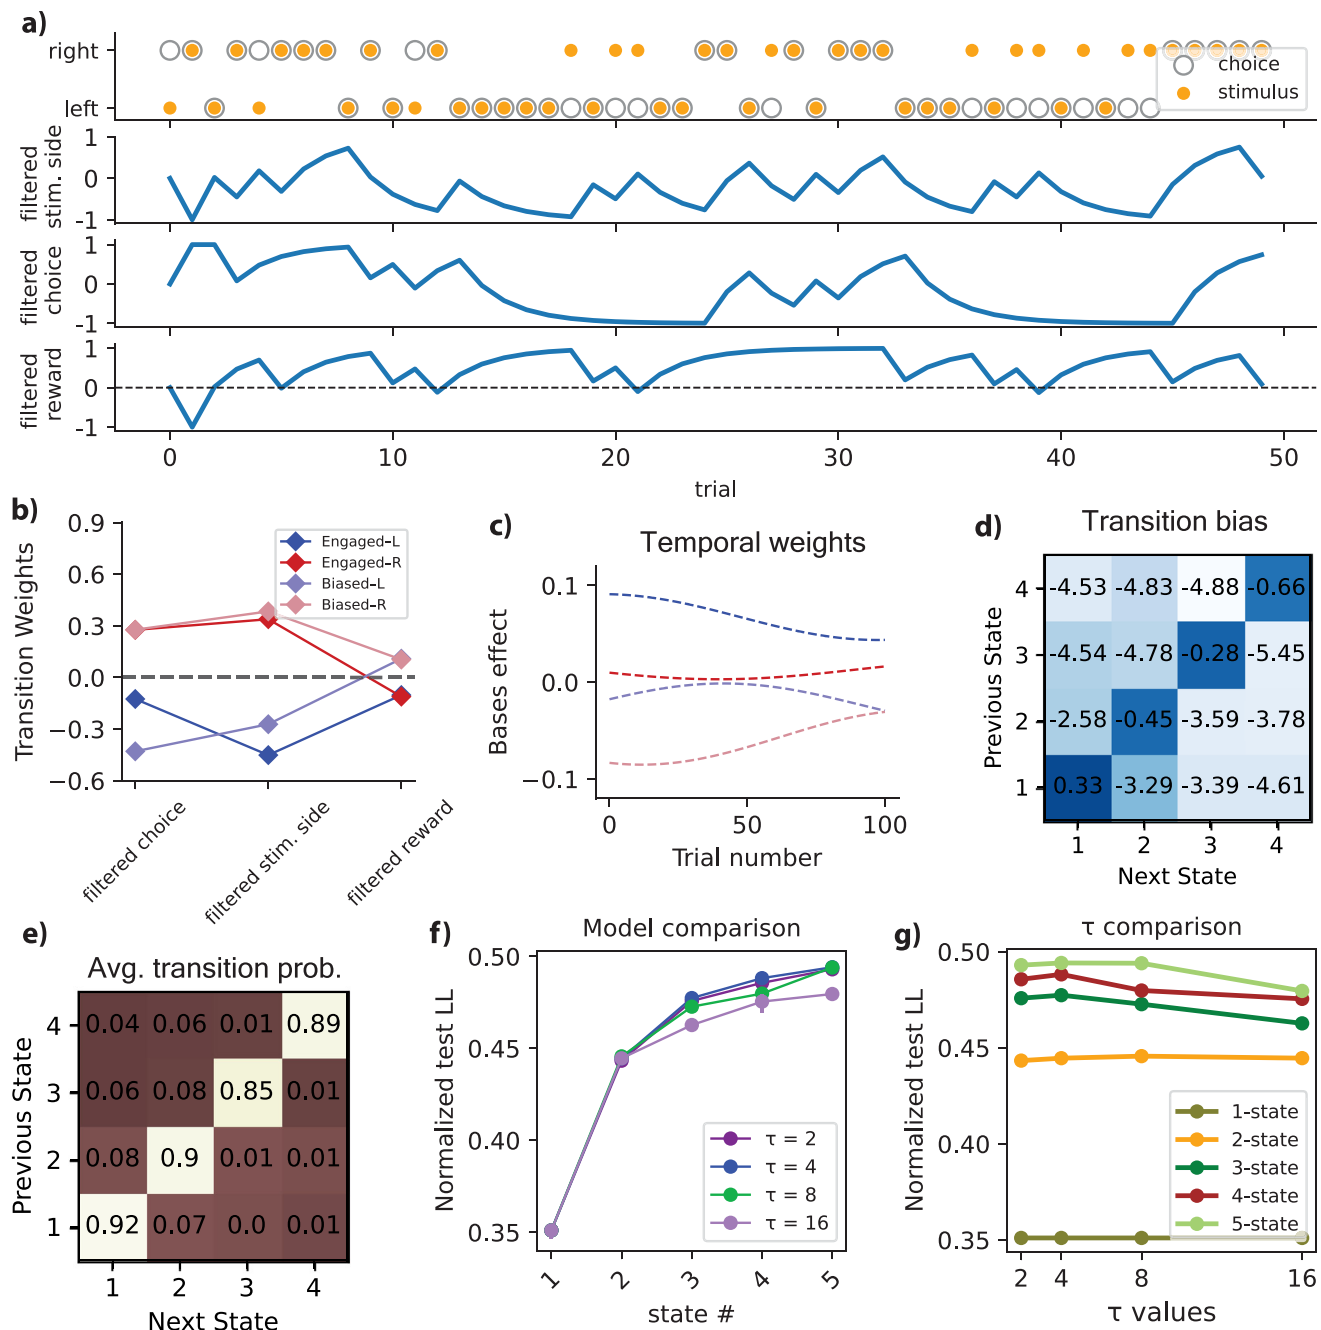 a)
right
left
choice
stimulus
filtered
stim. side
1
0
-1
filtered
choice
1
0
-1
filtered
reward
1
0
-1
0 10 20 30 40 50
trial
b)
Transition Weights
0.9
0.6
0.3
0.0
−0.3
−0.6
Engaged–L
Engaged–R
Biased–L
Biased–R
filtered choice
filtered stim. side
filtered reward
c)
Temporal weights
Bases effect
0.1
0.0
−0.1
0 50 100
Trial number
d)
Transition bias
Previous State
4 -4.53 -4.83 -4.88 -0.66
3 -4.54 -4.78 -0.28 -5.45
2 -2.58 -0.45 -3.59 -3.78
1 0.33 -3.29 -3.39 -4.61
1 2 3 4
Next State
e)
Avg. transition prob.
Previous State
4 0.04 0.06 0.01 0.89
3 0.06 0.08 0.85 0.01
2 0.08 0.9 0.01 0.01
1 0.92 0.07 0.0 0.01
1 2 3 4
Next State
f)
Model comparison
Normalized test LL
0.50
0.45
0.40
0.35
τ = 2
τ = 4
τ = 8
τ = 16
1 2 3 4 5
state #
g)
τ comparison
Normalized test LL
0.50
0.45
0.40
0.35
1-state
2-state
3-state
4-state
5-state
2 4 8 16
τ values